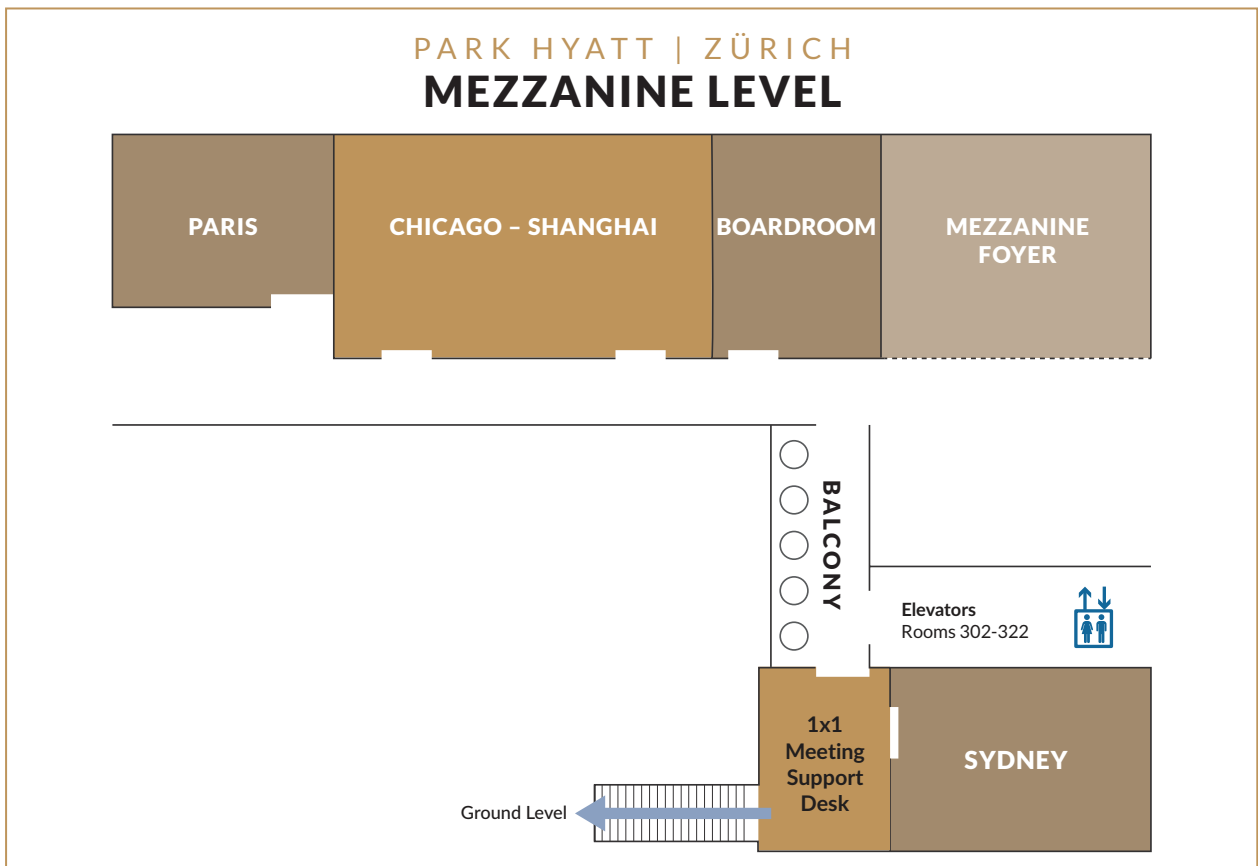 PARK HYATT | ZÜRICH
MEZZANINE LEVEL
PARIS
CHICAGO – SHANGHAI
BOARDROOM
MEZZANINE
FOYER
BALCONY
Elevators
Rooms 302-322
1x1
Meeting
Support
Desk
SYDNEY
Ground Level